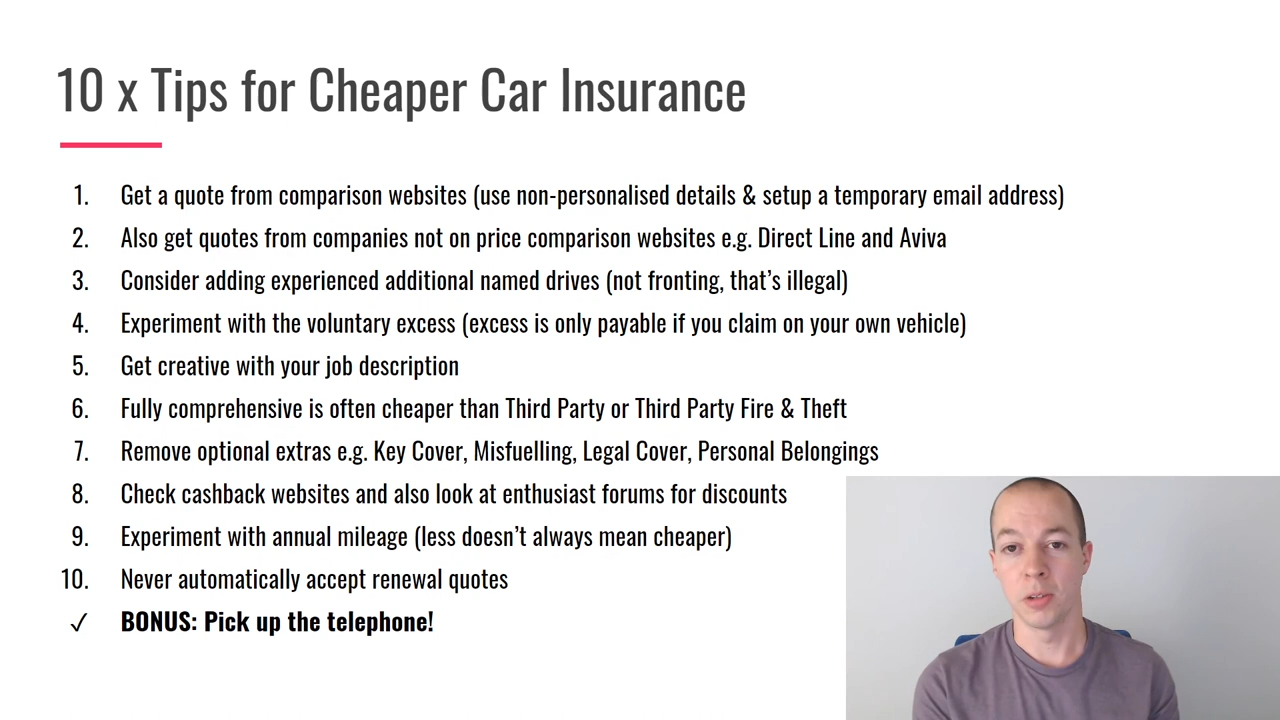 10 x Tips for Cheaper Car Insurance
1. Get a quote from comparison websites (use non-personalised details & setup a temporary email address)
2. Also get quotes from companies not on price comparison websites e.g. Direct Line and Aviva
3. Consider adding experienced additional named drives (not fronting, that's illegal)
4. Experiment with the voluntary excess (excess is only payable if you claim on your own vehicle)
5. Get creative with your job description
6. Fully comprehensive is often cheaper than Third Party or Third Party Fire & Theft
7. Remove optional extras e.g. Key Cover, Misfuelling, Legal Cover, Personal Belongings
8. Check cashback websites and also look at enthusiast forums for discounts
9. Experiment with annual mileage (less doesn't always mean cheaper)
10. Never automatically accept renewal quotes
✓ BONUS: Pick up the telephone!